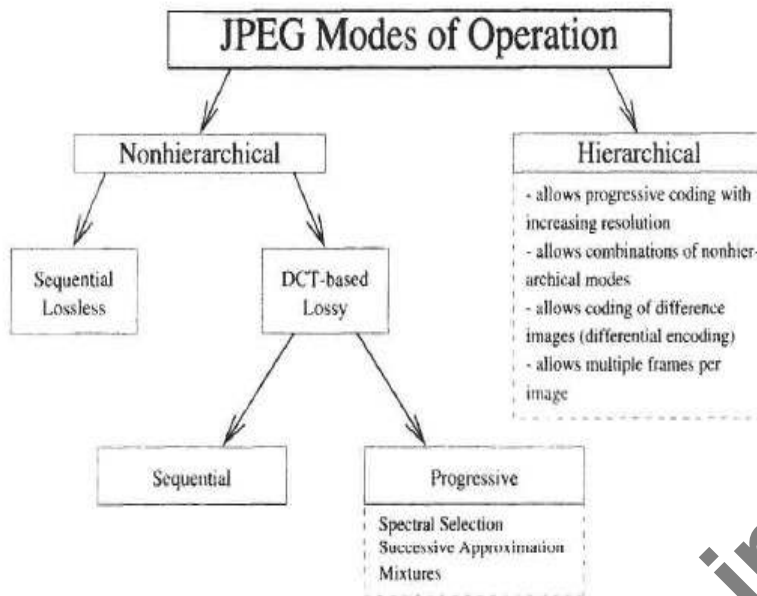 JPEG Modes of Operation
Nonhierarchical
Hierarchical
- allows progressive coding with
increasing resolution
- allows combinations of nonhier-
archical modes
- allows coding of difference
images (differential encoding)
- allows multiple frames per
image
Sequential
Lossless
DCT-based
Lossy
Sequential
Progressive
Spectral Selection
Successive Approximation
Mixtures